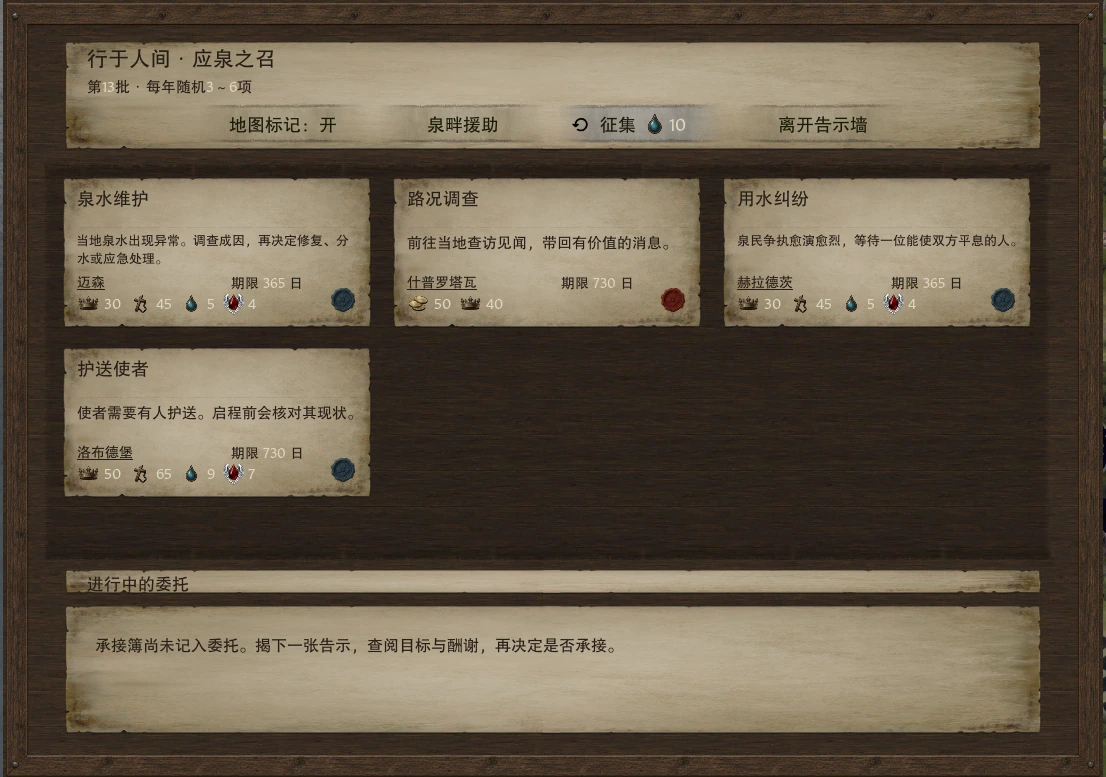 行于人间 · 应泉之召
第13批 · 每年随机3 ~ 6项
地图标记：开
泉畔援助
征集 10
离开告示墙
泉水维护
当地泉水出现异常。调查成因，再决定修复、分
水或应急处理。
迈森 期限 365 日
30 45 5 4
路况调查
前往当地查访见闻，带回有价值的消息。
什普罗塔瓦 期限 730 日
50 40
用水纠纷
泉民争执愈演愈烈，等待一位能使双方平息的人。
赫拉德茨 期限 365 日
30 45 5 4
护送使者
使者需要有人护送。启程前会核对其现状。
洛布德堡 期限 730 日
50 65 9 7
进行中的委托
承接簿尚未记入委托。揭下一张告示，查阅目标与酬谢，再决定是否承接。